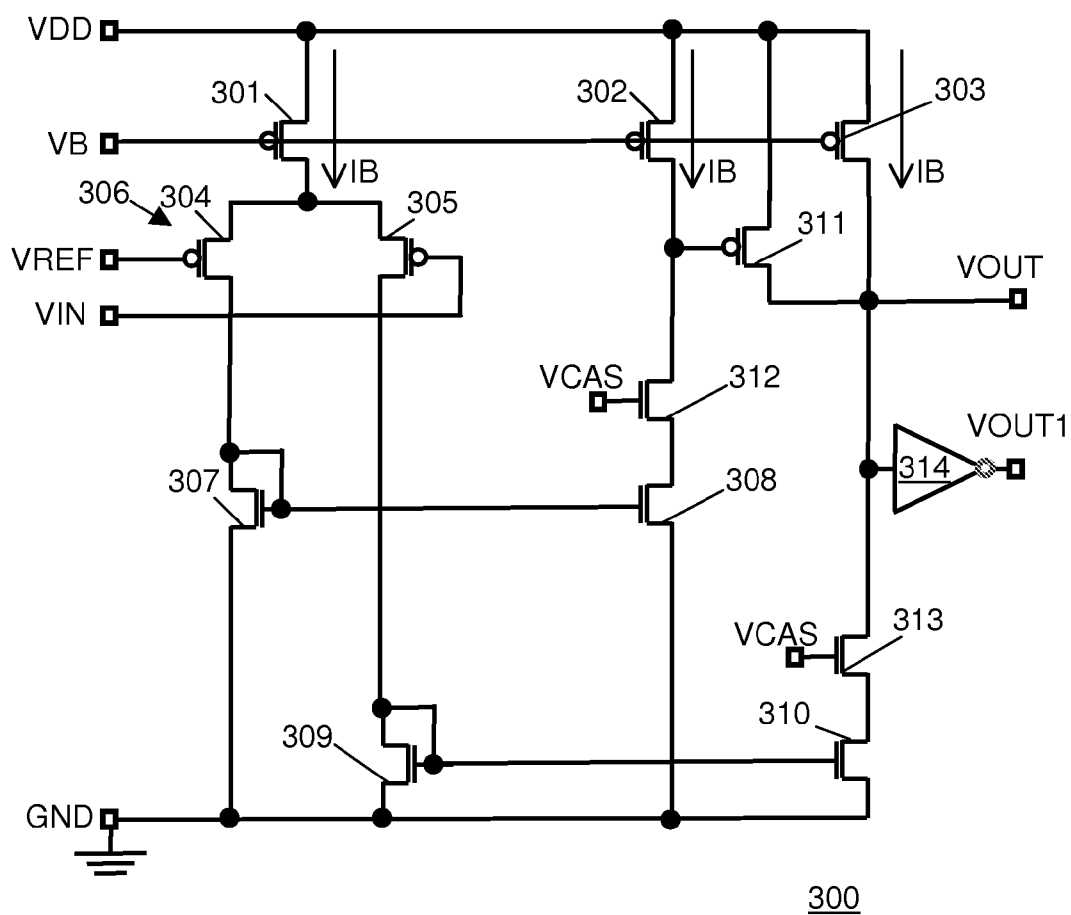 VDD
301
302
303
VB
IB
IB
IB
306
304
305
311
VREF
VOUT
VIN
VCAS
312
VOUT1
314
307
308
VCAS
313
310
309
GND
300